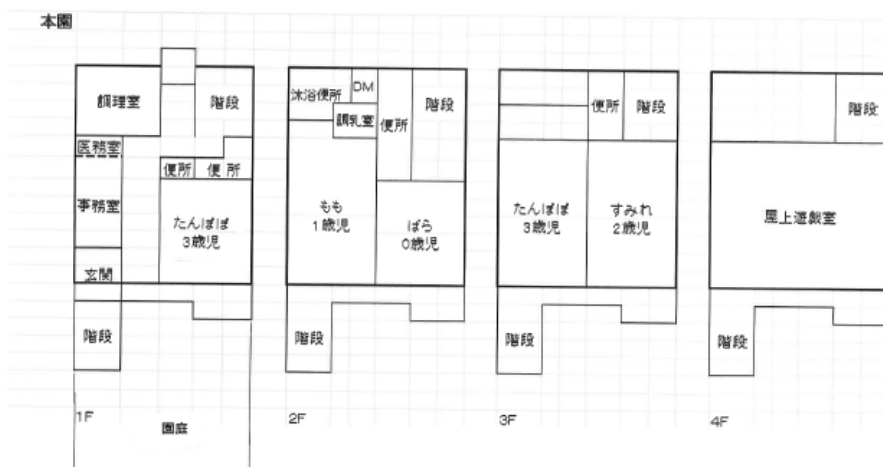 本園
調理室
階段
医務室
便所
便所
事務室
たんぽぽ
3歳児
玄関
階段
1F
園庭
沐浴便所
DM
調乳室
便所
階段
もも
1歳児
ばら
0歳児
階段
2F
便所
階段
たんぽぽ
3歳児
すみれ
2歳児
階段
3F
階段
屋上遊戯室
階段
4F